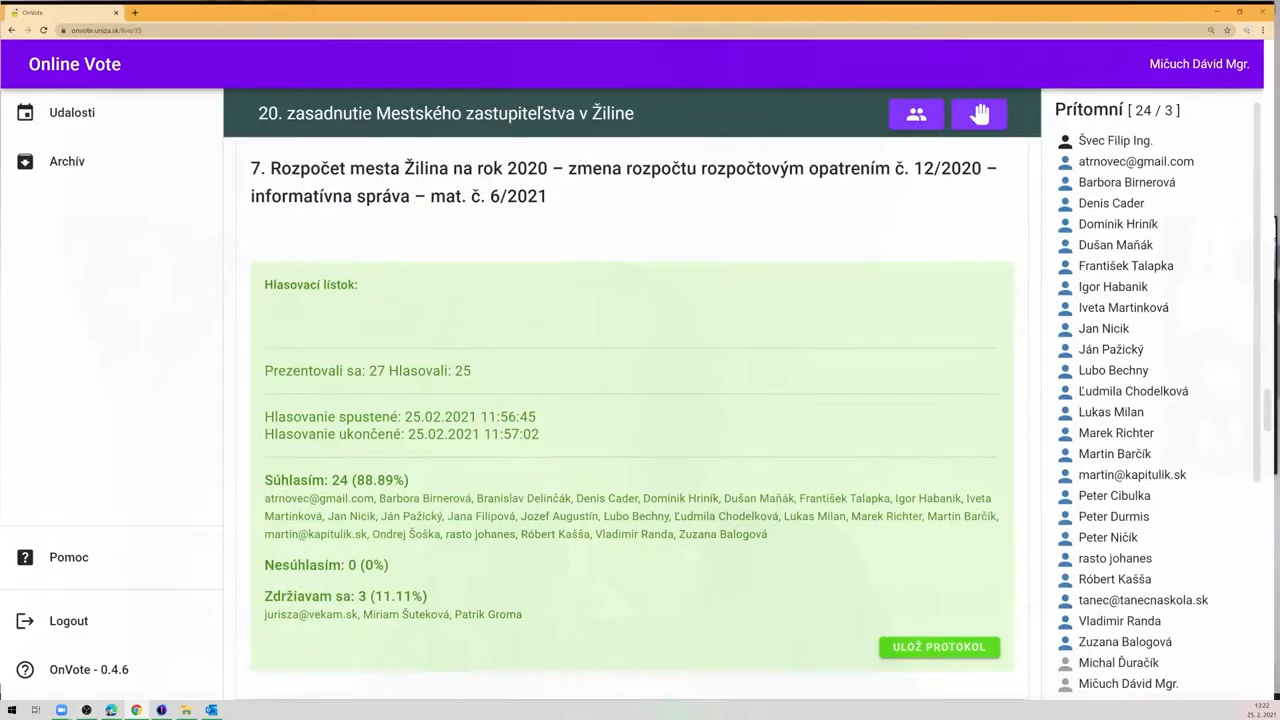 OnVote
onvote.uniza.sk/live/35
Online Vote
Mičuch Dávid Mgr.
Udalosti
Archív
Pomoc
Logout
OnVote - 0.4.6
20. zasadnutie Mestského zastupiteľstva v Žiline
7. Rozpočet mesta Žilina na rok 2020 – zmena rozpočtu rozpočtovým opatrením č. 12/2020 –
informatívna správa – mat. č. 6/2021
Hlasovací lístok:
Prezentovali sa: 27 Hlasovali: 25
Hlasovanie spustené: 25.02.2021 11:56:45
Hlasovanie ukončené: 25.02.2021 11:57:02
Súhlasím: 24 (88.89%)
atrnovec@gmail.com, Barbora Birnerová, Branislav Delinčák, Denis Cader, Dominik Hriník, Dušan Maňák, František Talapka, Igor Habanik, Iveta
Martinková, Jan Nicik, Ján Pažický, Jana Filipová, Jozef Augustín, Lubo Bechny, Ľudmila Chodelková, Lukas Milan, Marek Richter, Martin Barčík,
martin@kapitulik.sk, Ondrej Šoška, rasto johanes, Róbert Kašša, Vladimir Randa, Zuzana Balogová
Nesúhlasím: 0 (0%)
Zdržiavam sa: 3 (11.11%)
jurisza@vekam.sk, Miriam Šuteková, Patrik Groma
ULOŽ PROTOKOL
Prítomní [ 24 / 3 ]
Švec Filip Ing.
atrnovec@gmail.com
Barbora Birnerová
Denis Cader
Dominik Hriník
Dušan Maňák
František Talapka
Igor Habanik
Iveta Martinková
Jan Nicik
Ján Pažický
Lubo Bechny
Ľudmila Chodelková
Lukas Milan
Marek Richter
Martin Barčík
martin@kapitulik.sk
Peter Cibulka
Peter Durmis
Peter Ničík
rasto johanes
Róbert Kašša
tanec@tanecnaskola.sk
Vladimir Randa
Zuzana Balogová
Michal Ďuračík
Mičuch Dávid Mgr.
13:22
25. 2. 2021